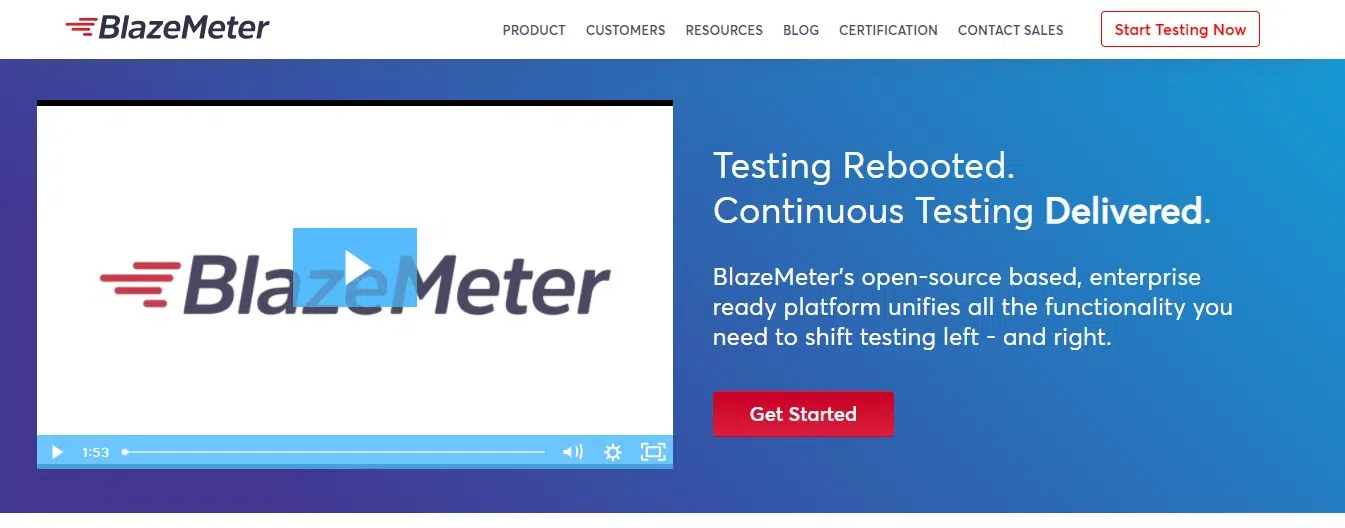 BlazeMeter
PRODUCT CUSTOMERS RESOURCES BLOG CERTIFICATION CONTACT SALES
Start Testing Now
BlazeMeter
1:53
Testing Rebooted.
Continuous Testing Delivered.
BlazeMeter's open-source based, enterprise
ready platform unifies all the functionality you
need to shift testing left - and right.
Get Started